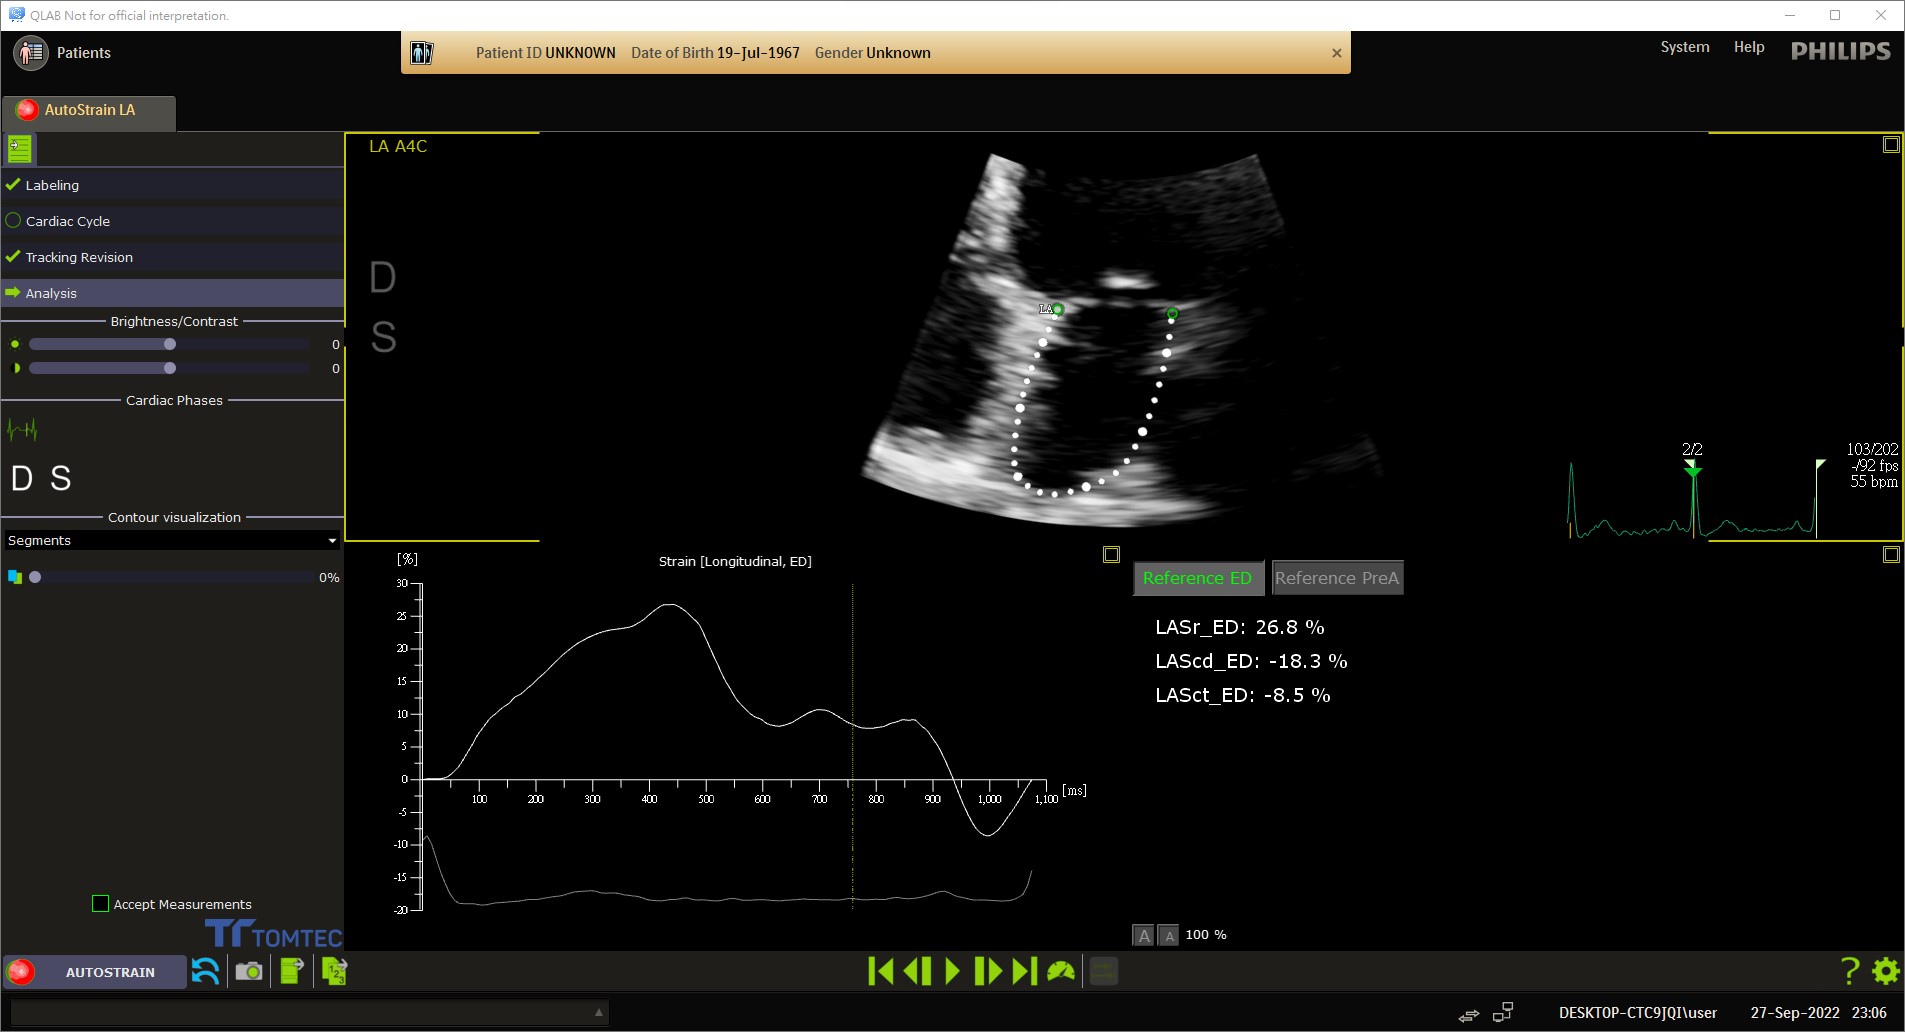 QLAB Not for official interpretation.
Patients
Patient ID UNKNOWN Date of Birth 19-Jul-1967 Gender Unknown
System Help PHILIPS
AutoStrain LA
Labeling
Cardiac Cycle
Tracking Revision
Analysis
Brightness/Contrast
0
0
Cardiac Phases
D S
Contour visualization
Segments
0%
Accept Measurements
TOMTEC
LA A4C
D
S
LA
2/2
103/202
-/92 fps
55 bpm
[%]
Strain [Longitudinal, ED]
30
25
20
15
10
5
0
-5
-10
-15
-20
100 200 300 400 500 600 700 800 900 1,000 1,100 [ms]
Reference ED Reference PreA
LASr_ED: 26.8 %
LAScd_ED: -18.3 %
LASct_ED: -8.5 %
A A 100 %
AUTOSTRAIN
DESKTOP-CTC9JQI\user 27-Sep-2022 23:06